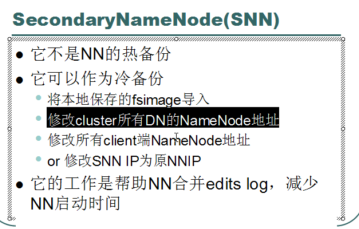 SecondaryNameNode(SNN)
它不是NN的热备份
它可以作为冷备份
将本地保存的fsimage导入
修改cluster所有DN的NameNode地址
修改所有client端NameNode地址
or 修改SNN IP为原NNIP
它的工作是帮助NN合并edits log，减少
NN启动时间